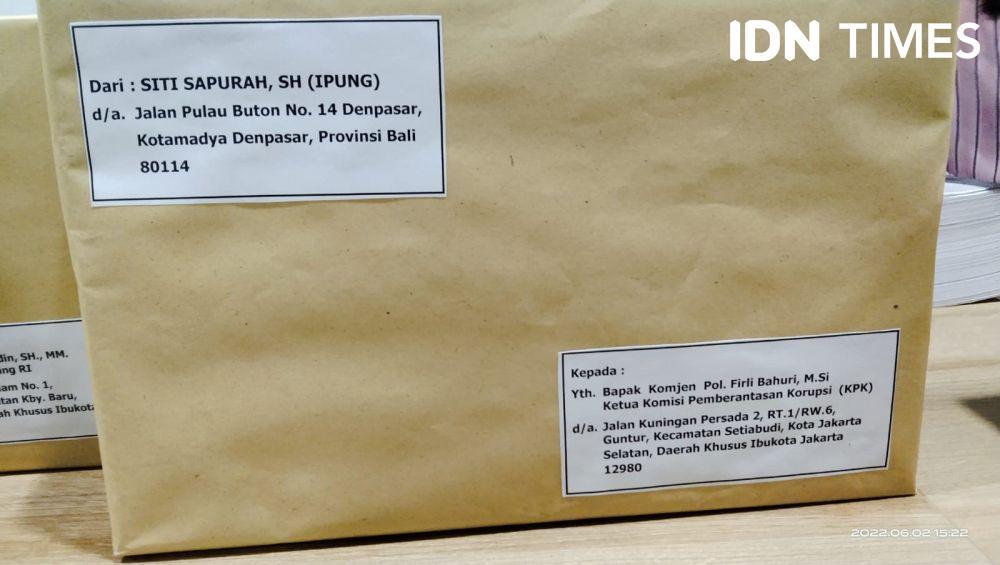 IDN TIMES
Dari : SITI SAPURAH, SH (IPUNG)
d/a. Jalan Pulau Buton No. 14 Denpasar,
Kotamadya Denpasar, Provinsi Bali
80114
Kepada :
Yth. Bapak Komjen Pol. Firli Bahuri, M.Si
Ketua Komisi Pemberantasan Korupsi (KPK)
d/a. Jalan Kuningan Persada 2, RT.1/RW.6,
Guntur, Kecamatan Setiabudi, Kota Jakarta
Selatan, Daerah Khusus Ibukota Jakarta
12980
din, SH., MM.
ung RI
am No. 1,
tan Kby. Baru,
ah Khusus Ibukota
2022.06.02 15:22